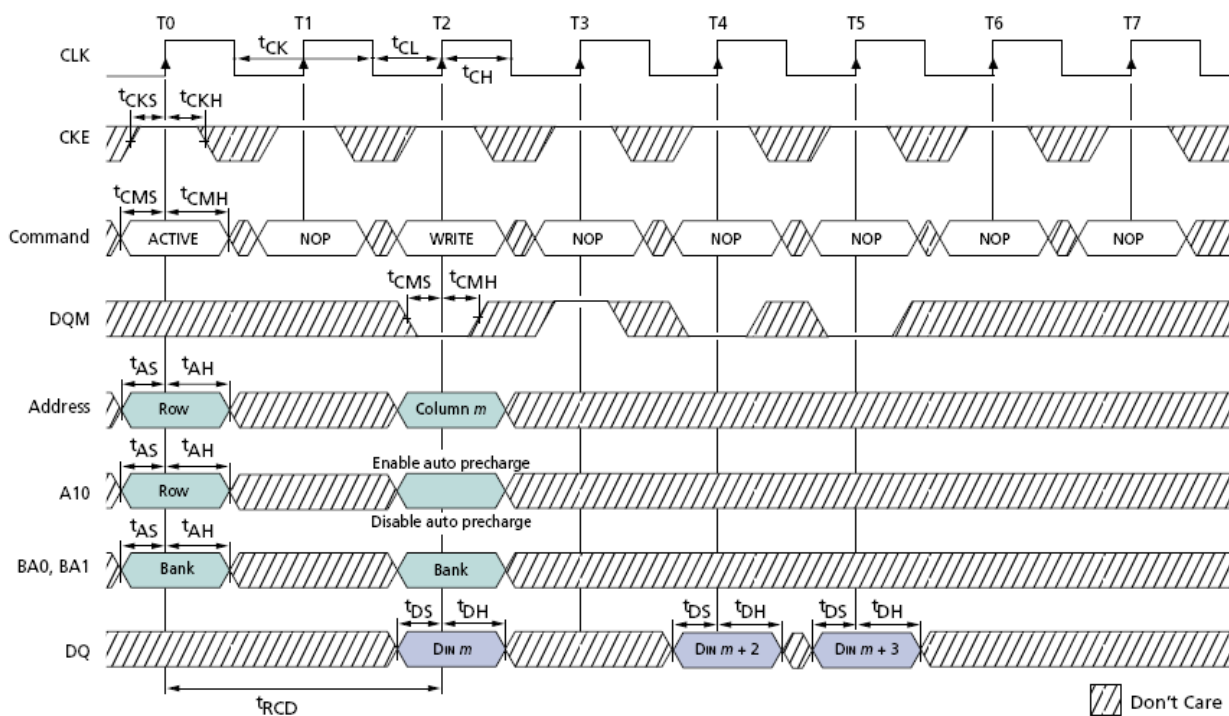 T0 T1 T2 T3 T4 T5 T6 T7
CLK
tCK tCL
tCH
tCKS tCKH
CKE
tCMS tCMH
Command ACTIVE NOP WRITE NOP NOP NOP NOP NOP
tCMS tCMH
DQM
tAS tAH
Address Row Column m
tAS tAH Enable auto precharge
A10 Row
tAS tAH Disable auto precharge
BA0, BA1 Bank Bank
tDS tDH tDS tDH tDS tDH
DQ DIN m DIN m + 2 DIN m + 3
tRCD
Don't Care